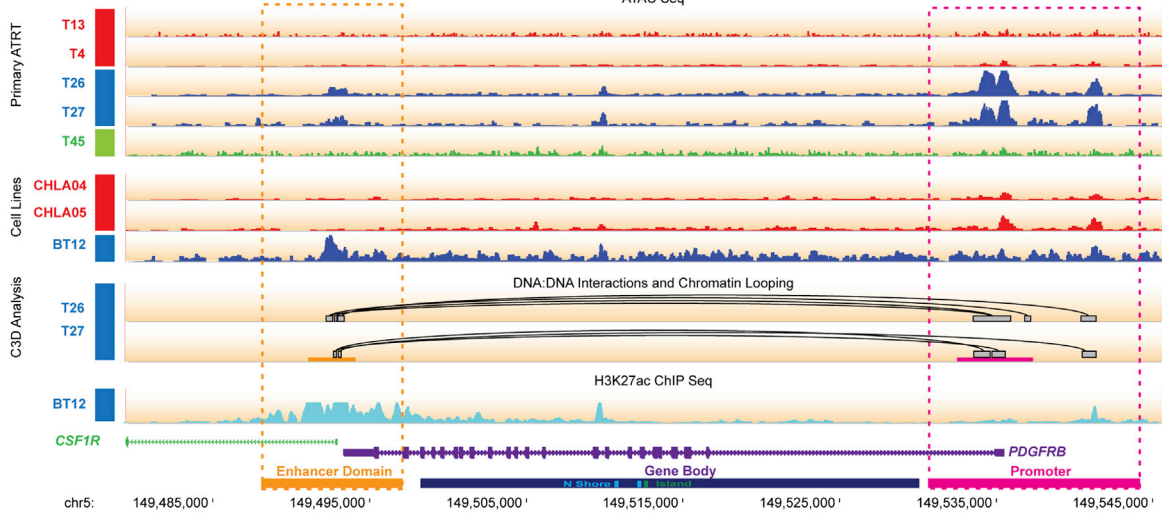 ATAC Seq
Primary ATRT
T13
T4
T26
T27
T45
Cell Lines
CHLA04
CHLA05
BT12
C3D Analysis
DNA:DNA Interactions and Chromatin Looping
T26
T27
H3K27ac ChIP Seq
BT12
CSF1R
PDGFRB
Enhancer Domain Gene Body Promoter
N Shore Island
chr5: 149,485,000 149,495,000 149,505,000 149,515,000 149,525,000 149,535,000 149,545,000